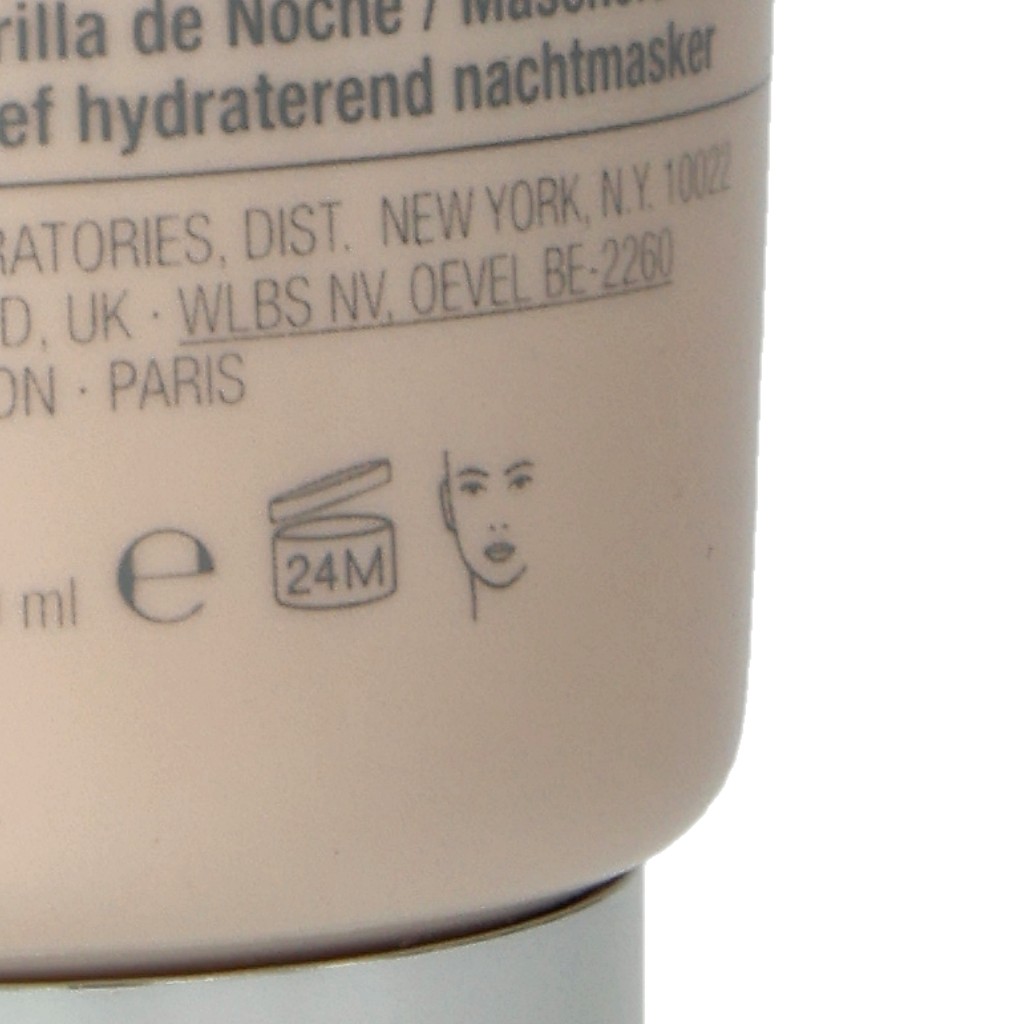 rilla de Noche /
ef hydraterend nachtmasker
RATORIES, DIST. NEW YORK, N.Y. 10022
D, UK · WLBS NV, OEVEL BE-2260
ON · PARIS
ml e 24M